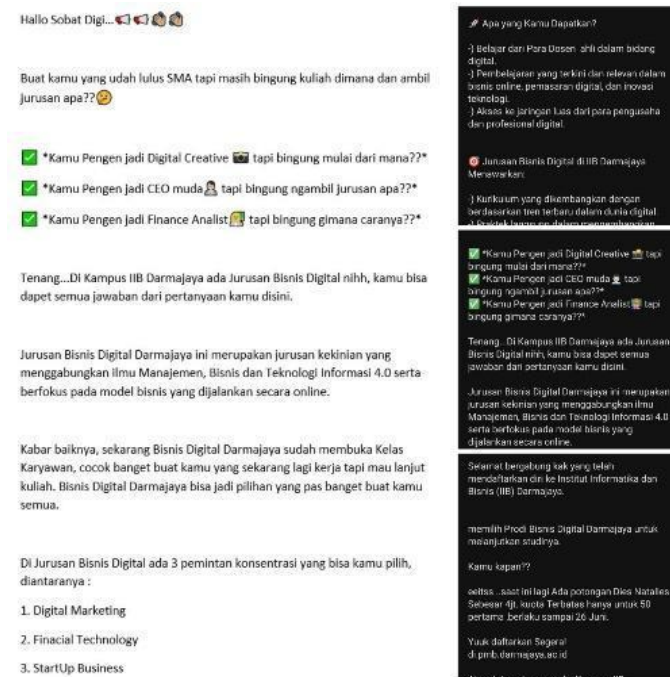 Hallo Sobat Digi...📢📢👏👏
Buat kamu yang udah lulus SMA tapi masih bingung kuliah dimana dan ambil
jurusan apa??😕
✅ *Kamu Pengen jadi Digital Creative 📸 tapi bingung mulai dari mana??*
✅ *Kamu Pengen jadi CEO muda👨‍💼 tapi bingung ngambil jurusan apa??*
✅ *Kamu Pengen jadi Finance Analist👩‍💼 tapi bingung gimana caranya??*
Tenang...Di Kampus IIB Darmajaya ada Jurusan Bisnis Digital nihh, kamu bisa
dapet semua jawaban dari pertanyaan kamu disini.
Jurusan Bisnis Digital Darmajaya ini merupakan jurusan kekinian yang
menggabungkan ilmu Manajemen, Bisnis dan Teknologi Informasi 4.0 serta
berfokus pada model bisnis yang dijalankan secara online.
Kabar baiknya, sekarang Bisnis Digital Darmajaya sudah membuka Kelas
Karyawan, cocok banget buat kamu yang sekarang lagi kerja tapi mau lanjut
kuliah. Bisnis Digital Darmajaya bisa jadi pilihan yang pas banget buat kamu
semua.
Di Jurusan Bisnis Digital ada 3 pemintan konsentrasi yang bisa kamu pilih,
diantaranya :
1. Digital Marketing
2. Finacial Technology
3. StartUp Business
🚀 Apa yang Kamu Dapatkan?
-) Belajar dari Para Dosen ahli dalam bidang
digital.
-) Pembelajaran yang terkini dan relevan dalam
bisnis online, pemasaran digital, dan inovasi
teknologi.
-) Akses ke jaringan luas dari para pengusaha
dan profesional digital.
🎯 Jurusan Bisnis Digital di IIB Darmajaya
Menawarkan:
-) Kurikulum yang dikembangkan dengan
berdasarkan tren terbaru dalam dunia digital
-) Praktek langsung dalam mengembangkan
✅ *Kamu Pengen jadi Digital Creative 📸 tapi
bingung mulai dari mana??*
✅ *Kamu Pengen jadi CEO muda👨‍💼 tapi
bingung ngambil jurusan apa??*
✅ *Kamu Pengen jadi Finance Analist👩‍💼 tapi
bingung gimana caranya??*
Tenang...Di Kampus IIB Darmajaya ada Jurusan
Bisnis Digital nihh, kamu bisa dapet semua
jawaban dari pertanyaan kamu disini.
Jurusan Bisnis Digital Darmajaya ini merupakan
jurusan kekinian yang menggabungkan ilmu
Manajemen, Bisnis dan Teknologi Informasi 4.0
serta berfokus pada model bisnis yang
dijalankan secara online.
Selamat bergabung kak yang telah
mendaftarkan diri ke Institut Informatika dan
Bisnis (IIB) Darmajaya.
memilih Prodi Bisnis Digital Darmajaya untuk
melanjutkan studinya.
Kamu kapan??
eeitss ..saat ini lagi Ada potongan Dies Natalies
Sebesar 4jt, kuota Terbatas hanya untuk 50
pertama ,berlaku sampai 26 Juni.
Yuuk daftarkan Segera!
di pmb.darmajaya.ac.id